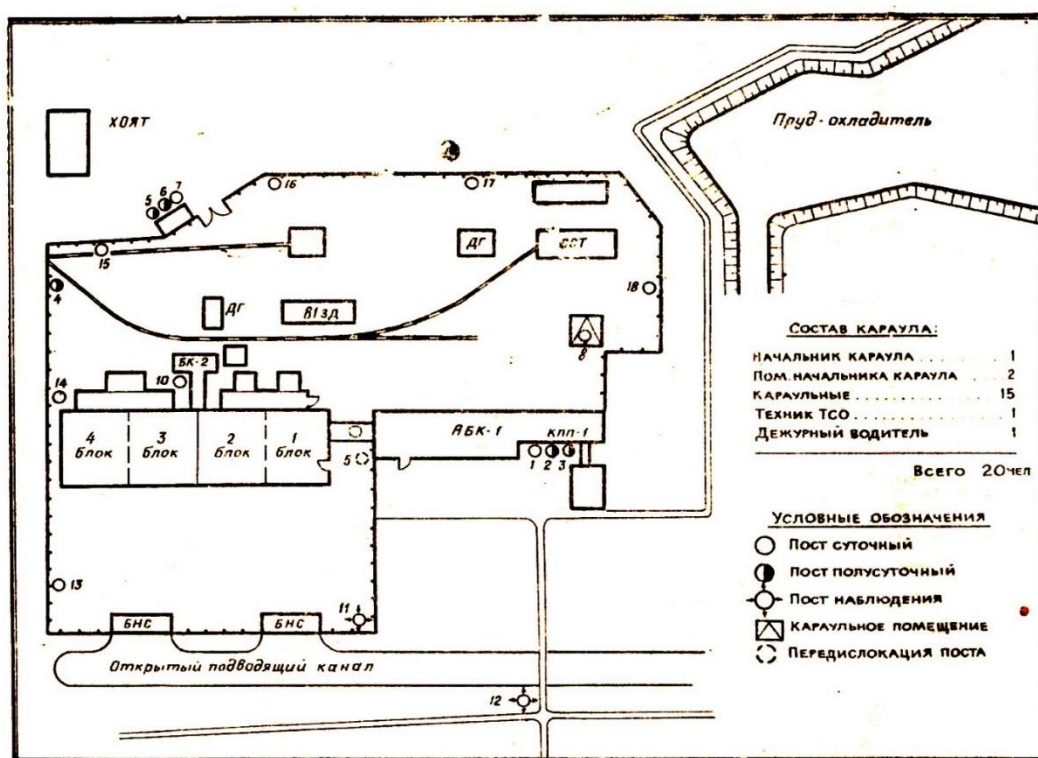 ХОЯТ
Пруд-охладитель
16
17
5
6
7
15
4
ДГ
ДГ
18
8
БК-2
10
14
4 блок
3 блок
2 блок
1 блок
АБК-1
КПП-1
5
1
2
3
13
11
БНС
БНС
Открытый подводящий канал
12
Состав караула:
Начальник караула . . . . . . . 1
Пом. начальника караула . . . 2
Караульные . . . . . . . 15
Техник ТСО . . . . . . . 1
Дежурный водитель . . . . . . . 1
Всего 20 чел
Условные обозначения
Пост суточный
Пост полусуточный
Пост наблюдения
Караульное помещение
Передислокация поста